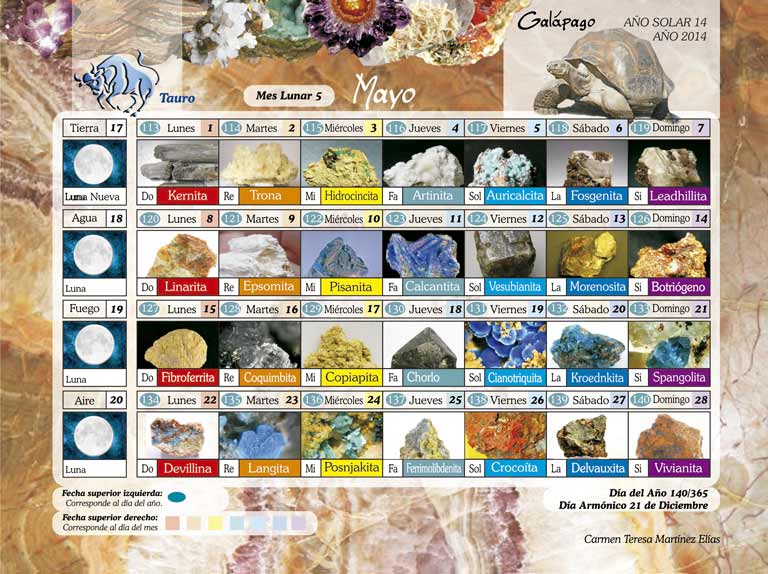 Galápago
AÑO SOLAR 14
AÑO 2014
Tauro
Mes Lunar 5
Mayo
Tierra 17
113 Lunes 1 114 Martes 2 115 Miércoles 3 116 Jueves 4 117 Viernes 5 118 Sábado 6 119 Domingo 7
Luna Nueva
Do Kernita Re Trona Mi Hidrocincita Fa Artinita Sol Auricalcita La Fosgenita Si Leadhillita
Agua 18
120 Lunes 8 121 Martes 9 122 Miércoles 10 123 Jueves 11 124 Viernes 12 125 Sábado 13 126 Domingo 14
Luna
Do Linarita Re Epsomita Mi Pisanita Fa Calcantita Sol Vesubianita La Morenosita Si Botriógeno
Fuego 19
127 Lunes 15 128 Martes 16 129 Miércoles 17 130 Jueves 18 131 Viernes 19 132 Sábado 20 133 Domingo 21
Luna
Do Fibroferrita Re Coquimbita Mi Copiapita Fa Chorlo Sol Cianotriquita La Kroednkita Si Spangolita
Aire 20
134 Lunes 22 135 Martes 23 136 Miércoles 24 137 Jueves 25 138 Viernes 26 139 Sábado 27 140 Domingo 28
Luna
Do Devillina Re Langita Mi Posnjakita Fa Ferrimolibdenita Sol Crocoíta La Delvauxita Si Vivianita
Fecha superior izquierda:
Corresponde al día del año.
Fecha superior derecho:
Corresponde al día del mes
Día del Año 140/365
Día Armónico 21 de Diciembre
Carmen Teresa Martínez Elías